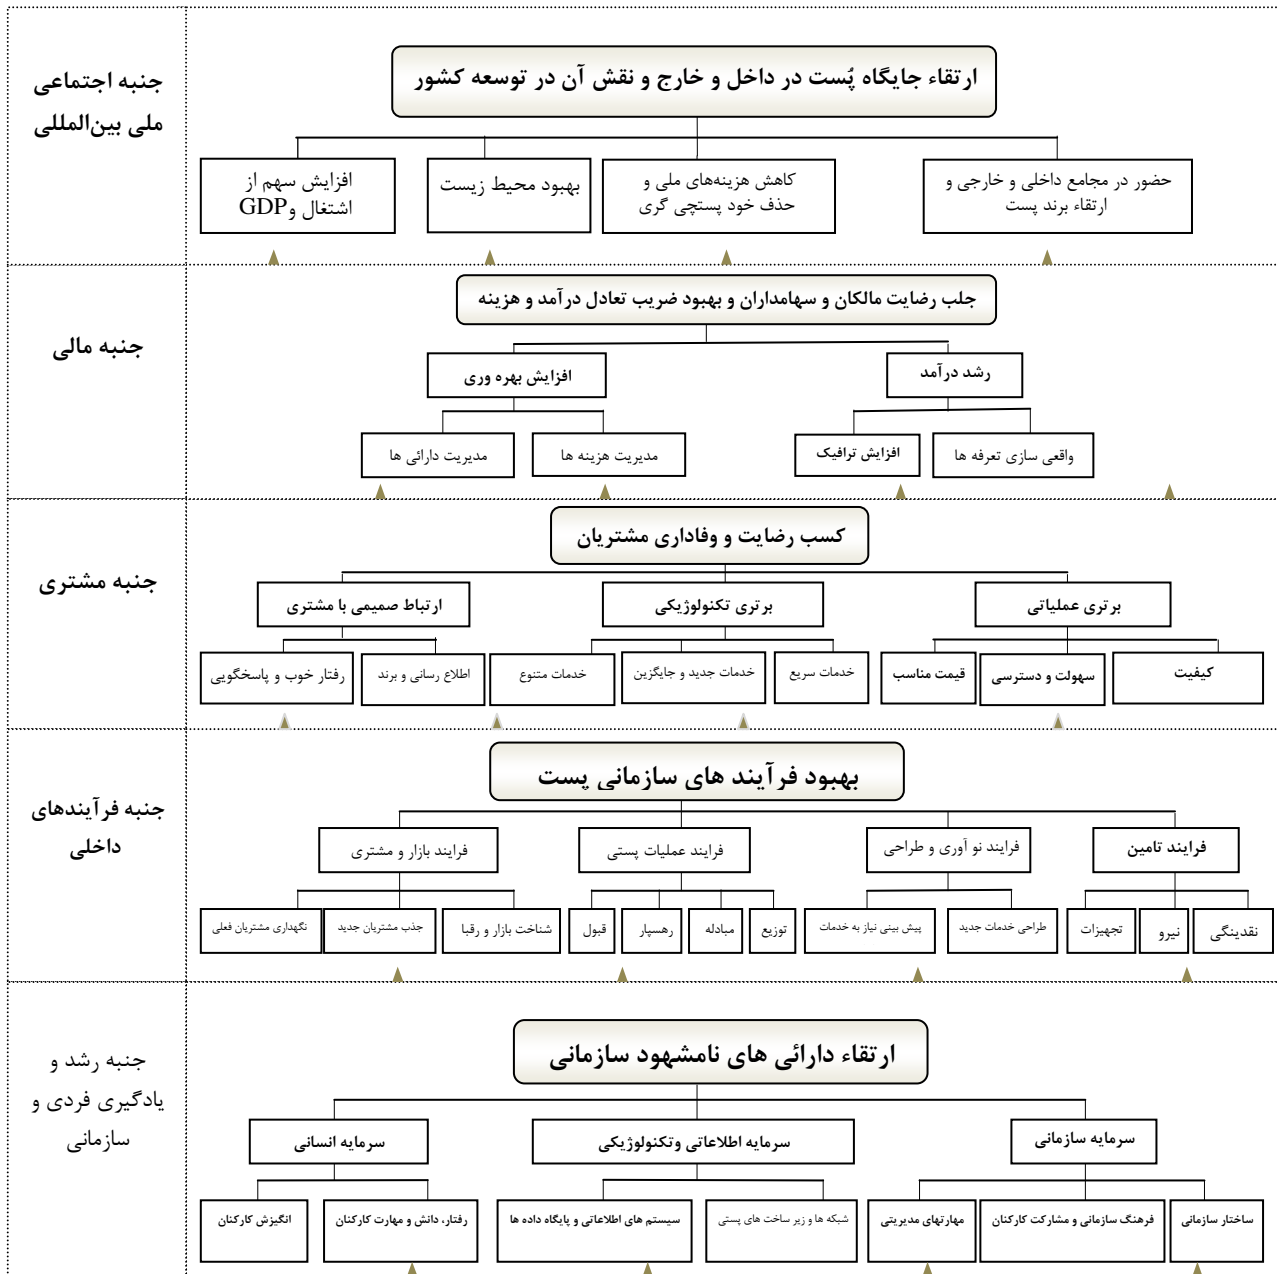 جنبه اجتماعی
ملی بین‌المللی
ارتقاء جایگاه پُست در داخل و خارج و نقش آن در توسعه کشور
حضور در مجامع داخلی و خارجی و
ارتقاء برند پست
کاهش هزینه‌های ملی و
حذف خود پستچی گری
بهبود محیط زیست
افزایش سهم از
اشتغال وGDP
جنبه مالی
جلب رضایت مالکان و سهامداران و بهبود ضریب تعادل درآمد و هزینه
رشد درآمد
افزایش بهره وری
واقعی سازی تعرفه ها
افزایش ترافیک
مدیریت هزینه ها
مدیریت دارائی ها
جنبه مشتری
کسب رضایت و وفاداری مشتریان
برتری عملیاتی
برتری تکنولوژیکی
ارتباط صمیمی با مشتری
کیفیت
سهولت و دسترسی
قیمت مناسب
خدمات سریع
خدمات جدید و جایگزین
خدمات متنوع
اطلاع رسانی و برند
رفتار خوب و پاسخگویی
جنبه فرآیندهای
داخلی
بهبود فرآیند های سازمانی پست
فرایند تامین
فرایند نو آوری و طراحی
فرایند عملیات پستی
فرایند بازار و مشتری
نقدینگی
نیرو
تجهیزات
طراحی خدمات جدید
پیش بینی نیاز به خدمات
توزیع
مبادله
رهسپار
قبول
شناخت بازار و رقبا
جذب مشتریان جدید
نگهداری مشتریان فعلی
جنبه رشد و
یادگیری فردی و
سازمانی
ارتقاء دارائی های نامشهود سازمانی
سرمایه سازمانی
سرمایه اطلاعاتی وتکنولوژیکی
سرمایه انسانی
ساختار سازمانی
فرهنگ سازمانی و مشارکت کارکنان
مهارتهای مدیریتی
شبکه ها و زیر ساخت های پستی
سیستم های اطلاعاتی و پایگاه داده ها
رفتار، دانش و مهارت کارکنان
انگیزش کارکنان